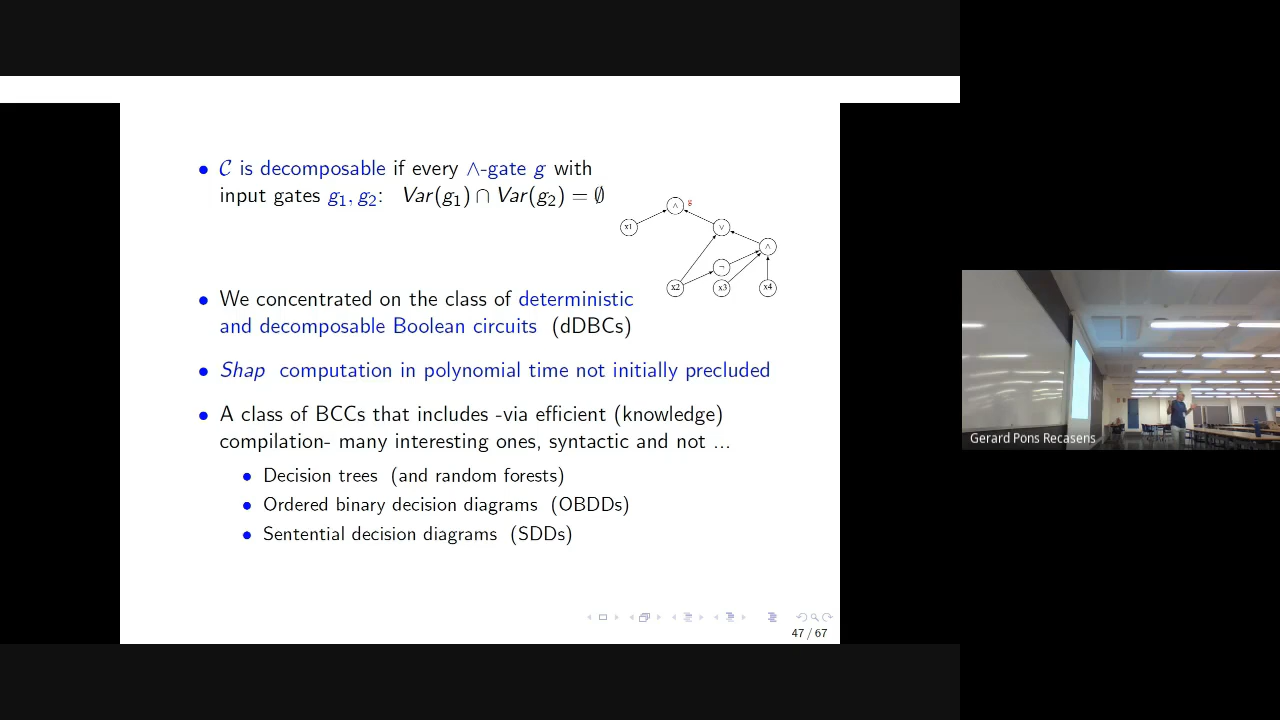 • 𝒞 is decomposable if every ∧-gate g with
input gates g₁, g₂: Var(g₁) ∩ Var(g₂) = ∅
∧ g
x1 ∨
∧
¬
x2 x3 x4
• We concentrated on the class of deterministic
and decomposable Boolean circuits (dDBCs)
• Shap computation in polynomial time not initially precluded
• A class of BCCs that includes -via efficient (knowledge)
compilation- many interesting ones, syntactic and not ...
• Decision trees (and random forests)
• Ordered binary decision diagrams (OBDDs)
• Sentential decision diagrams (SDDs)
47 / 67
Gerard Pons Recasens